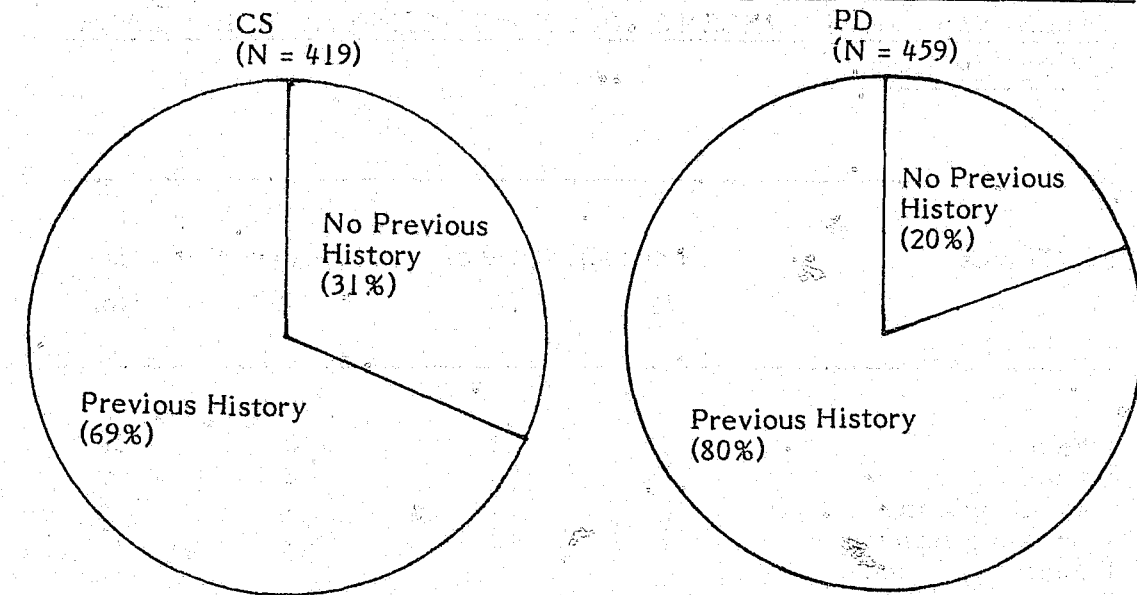 CS
(N = 419)
No Previous
History
(31%)
Previous History
(69%)
PD
(N = 459)
No Previous
History
(20%)
Previous History
(80%)